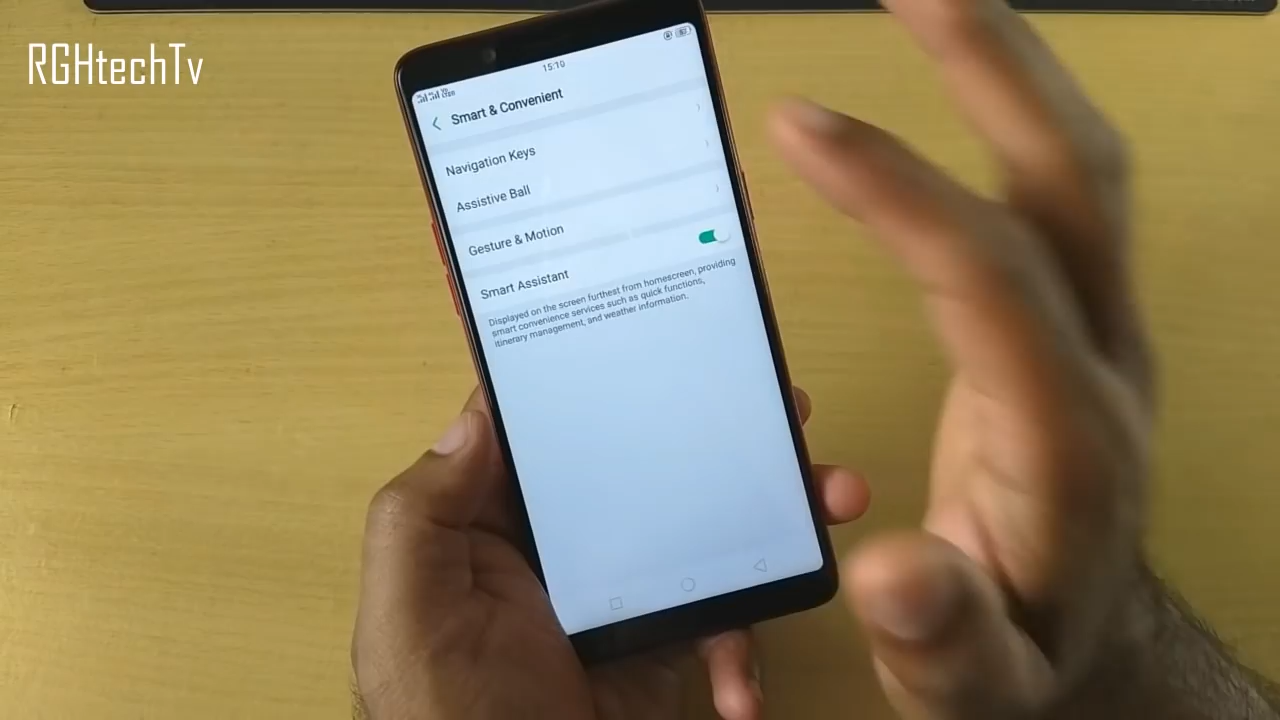 RGHtechTv
15:10
Smart & Convenient
Navigation Keys
Assistive Ball
Gesture & Motion
Smart Assistant
Displayed on the screen furthest from homescreen, providing
smart convenience services such as quick functions,
itinerary management, and weather information.